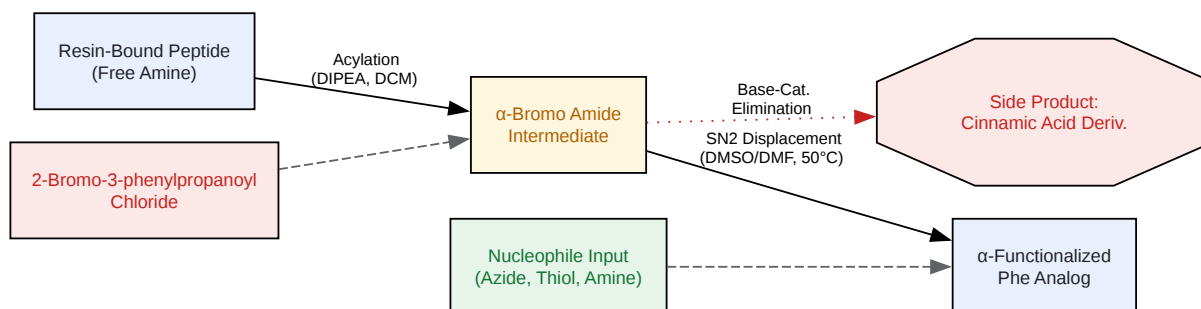 Resin-Bound Peptide
(Free Amine)
Acylation
(DIPEA, DCM)
2-Bromo-3-phenylpropanoyl
Chloride
α-Bromo Amide
Intermediate
Base-Cat.
Elimination
SN2 Displacement
(DMSO/DMF, 50°C)
Side Product:
Cinnamic Acid Deriv.
Nucleophile Input
(Azide, Thiol, Amine)
α-Functionalized
Phe Analog